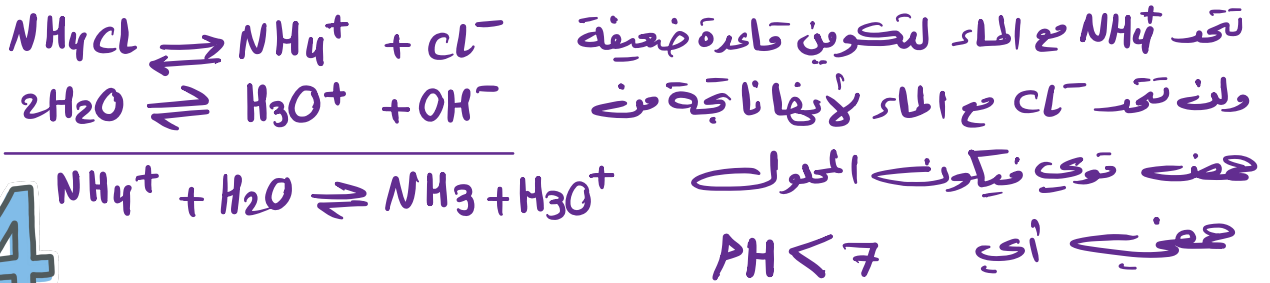 NH4Cl ⇌ NH4+ + Cl-
2H2O ⇌ H3O+ + OH-
NH4+ + H2O ⇌ NH3 + H3O+
4
تتحد NH4+ مع الماء لتكوين قاعدة ضعيفة
ولن تتحد Cl- مع الماء لأنها ناتجة من
حمض قوي فيكون المحلول
حمضي أي PH < 7